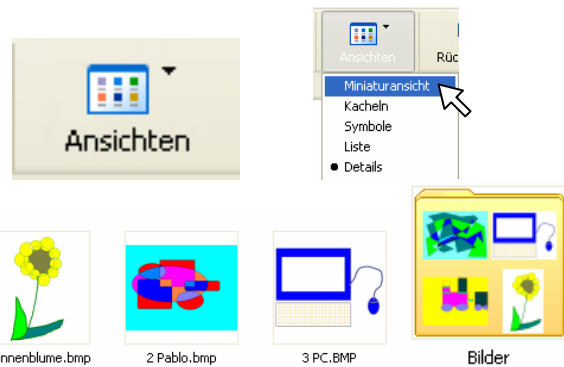 Ansichten
Ansichten
Rüc
Miniaturansicht
Kacheln
Symbole
Liste
Details
nnenblume.bmp
2 Pablo.bmp
3 PC.BMP
Bilder